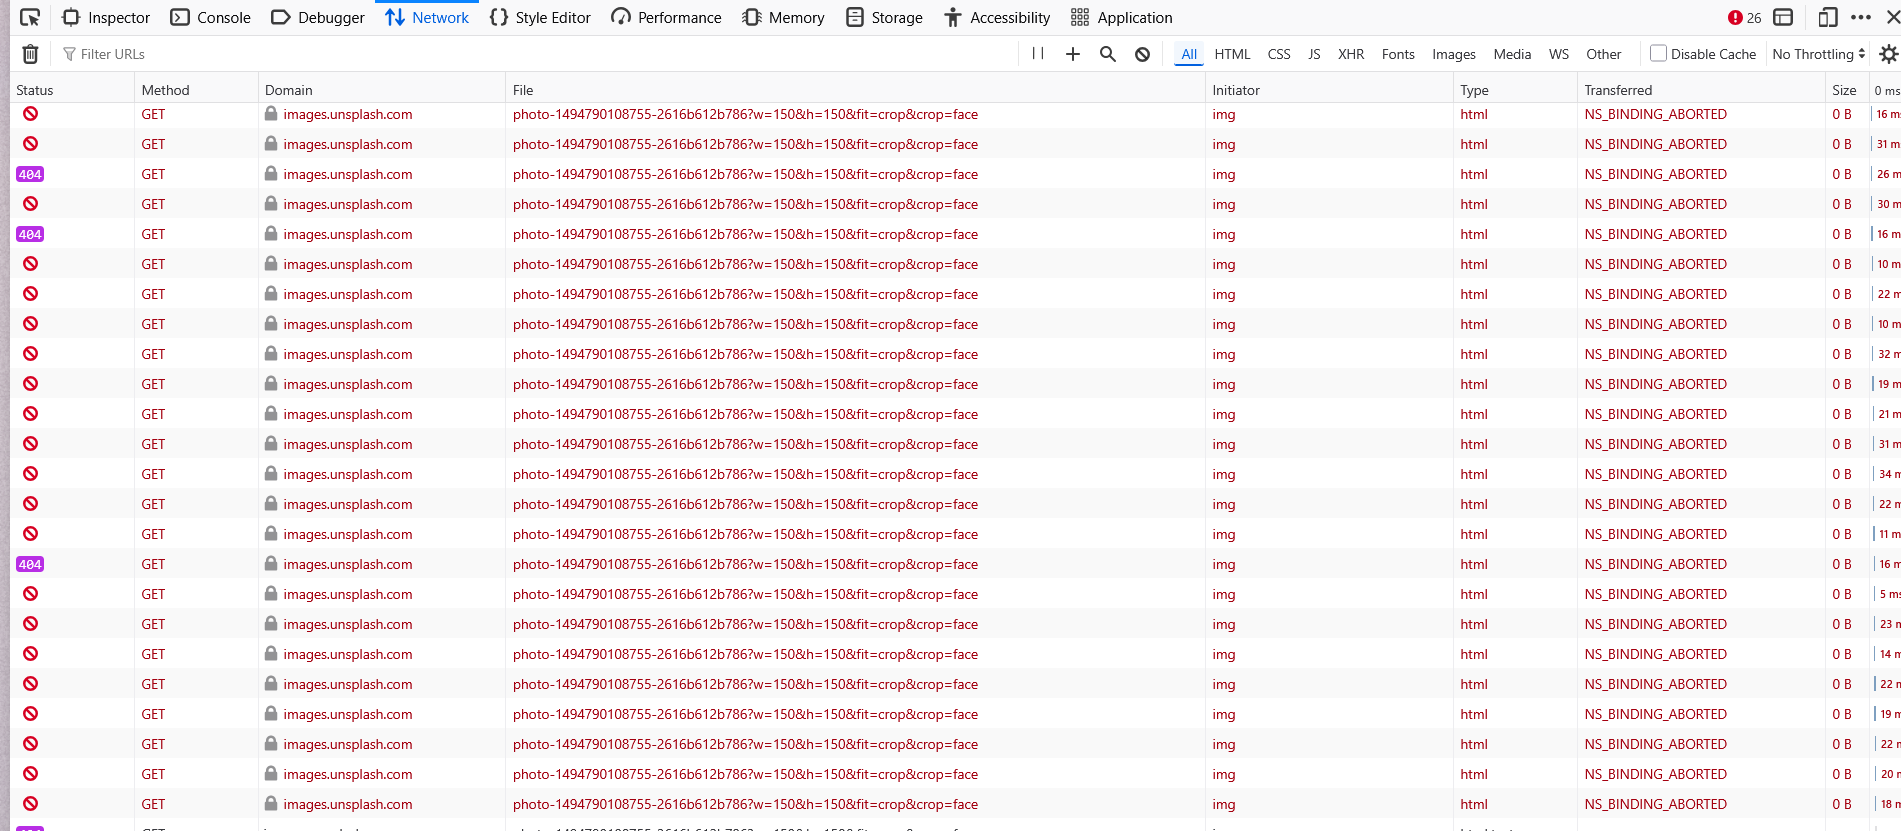 Inspector Console Debugger Network Style Editor Performance Memory Storage Accessibility Application 26
Filter URLs All HTML CSS JS XHR Fonts Images Media WS Other Disable Cache No Throttling
Status Method Domain File Initiator Type Transferred Size 0 ms
GET images.unsplash.com photo-1494790108755-2616b612b786?w=150&h=150&fit=crop&crop=face img html NS_BINDING_ABORTED 0 B 16 ms
GET images.unsplash.com photo-1494790108755-2616b612b786?w=150&h=150&fit=crop&crop=face img html NS_BINDING_ABORTED 0 B 31 m
404 GET images.unsplash.com photo-1494790108755-2616b612b786?w=150&h=150&fit=crop&crop=face img html NS_BINDING_ABORTED 0 B 26 m
GET images.unsplash.com photo-1494790108755-2616b612b786?w=150&h=150&fit=crop&crop=face img html NS_BINDING_ABORTED 0 B 30 m
404 GET images.unsplash.com photo-1494790108755-2616b612b786?w=150&h=150&fit=crop&crop=face img html NS_BINDING_ABORTED 0 B 16 m
GET images.unsplash.com photo-1494790108755-2616b612b786?w=150&h=150&fit=crop&crop=face img html NS_BINDING_ABORTED 0 B 10 m
GET images.unsplash.com photo-1494790108755-2616b612b786?w=150&h=150&fit=crop&crop=face img html NS_BINDING_ABORTED 0 B 22 m
GET images.unsplash.com photo-1494790108755-2616b612b786?w=150&h=150&fit=crop&crop=face img html NS_BINDING_ABORTED 0 B 10 m
GET images.unsplash.com photo-1494790108755-2616b612b786?w=150&h=150&fit=crop&crop=face img html NS_BINDING_ABORTED 0 B 32 m
GET images.unsplash.com photo-1494790108755-2616b612b786?w=150&h=150&fit=crop&crop=face img html NS_BINDING_ABORTED 0 B 19 m
GET images.unsplash.com photo-1494790108755-2616b612b786?w=150&h=150&fit=crop&crop=face img html NS_BINDING_ABORTED 0 B 21 m
GET images.unsplash.com photo-1494790108755-2616b612b786?w=150&h=150&fit=crop&crop=face img html NS_BINDING_ABORTED 0 B 31 m
GET images.unsplash.com photo-1494790108755-2616b612b786?w=150&h=150&fit=crop&crop=face img html NS_BINDING_ABORTED 0 B 34 m
GET images.unsplash.com photo-1494790108755-2616b612b786?w=150&h=150&fit=crop&crop=face img html NS_BINDING_ABORTED 0 B 22 m
GET images.unsplash.com photo-1494790108755-2616b612b786?w=150&h=150&fit=crop&crop=face img html NS_BINDING_ABORTED 0 B 11 m
404 GET images.unsplash.com photo-1494790108755-2616b612b786?w=150&h=150&fit=crop&crop=face img html NS_BINDING_ABORTED 0 B 16 m
GET images.unsplash.com photo-1494790108755-2616b612b786?w=150&h=150&fit=crop&crop=face img html NS_BINDING_ABORTED 0 B 5 ms
GET images.unsplash.com photo-1494790108755-2616b612b786?w=150&h=150&fit=crop&crop=face img html NS_BINDING_ABORTED 0 B 23
GET images.unsplash.com photo-1494790108755-2616b612b786?w=150&h=150&fit=crop&crop=face img html NS_BINDING_ABORTED 0 B 14 m
GET images.unsplash.com photo-1494790108755-2616b612b786?w=150&h=150&fit=crop&crop=face img html NS_BINDING_ABORTED 0 B 22
GET images.unsplash.com photo-1494790108755-2616b612b786?w=150&h=150&fit=crop&crop=face img html NS_BINDING_ABORTED 0 B 19 m
GET images.unsplash.com photo-1494790108755-2616b612b786?w=150&h=150&fit=crop&crop=face img html NS_BINDING_ABORTED 0 B 22
GET images.unsplash.com photo-1494790108755-2616b612b786?w=150&h=150&fit=crop&crop=face img html NS_BINDING_ABORTED 0 B 20
GET images.unsplash.com photo-1494790108755-2616b612b786?w=150&h=150&fit=crop&crop=face img html NS_BINDING_ABORTED 0 B 18 m